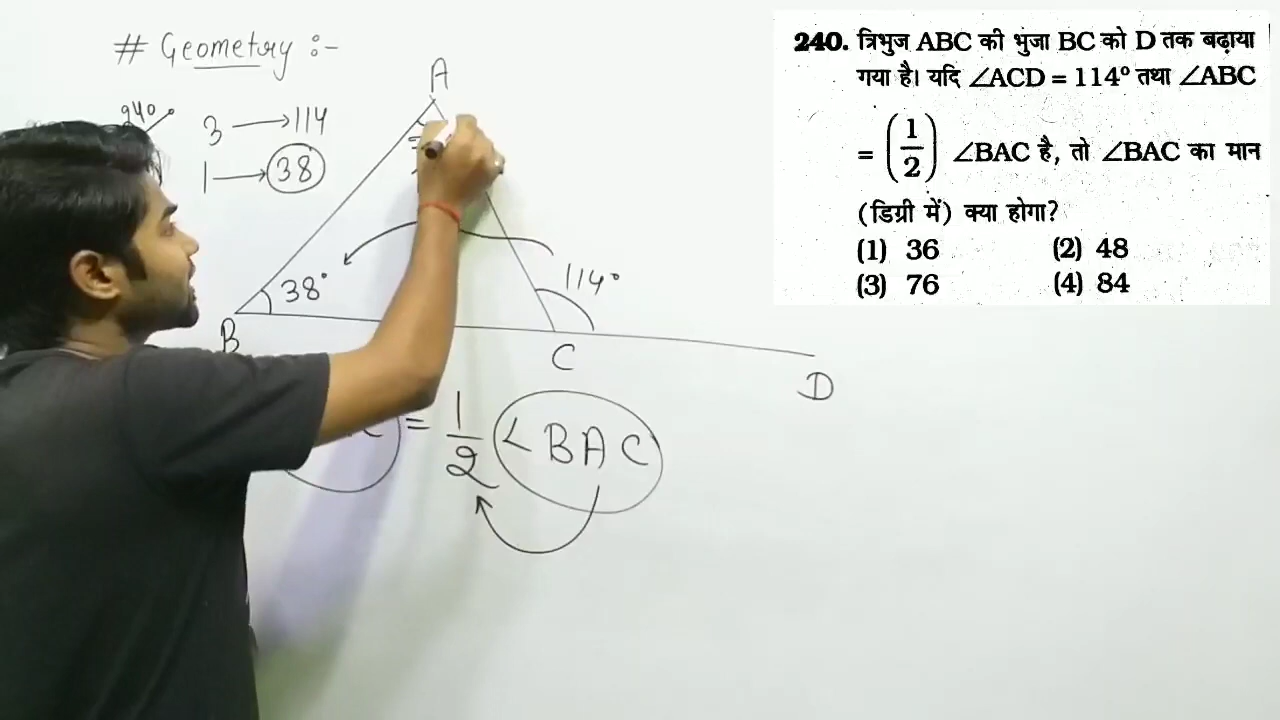 # Geometry :-
3 → 114
1 → 38
A
38°
114°
B
C
D
= 1/2 ∠BAC
240. त्रिभुज ABC की भुजा BC को D तक बढ़ाया
गया है। यदि ∠ACD = 114° तथा ∠ABC
= (1/2) ∠BAC है, तो ∠BAC का मान
(डिग्री में) क्या होगा?
(1) 36 (2) 48
(3) 76 (4) 84